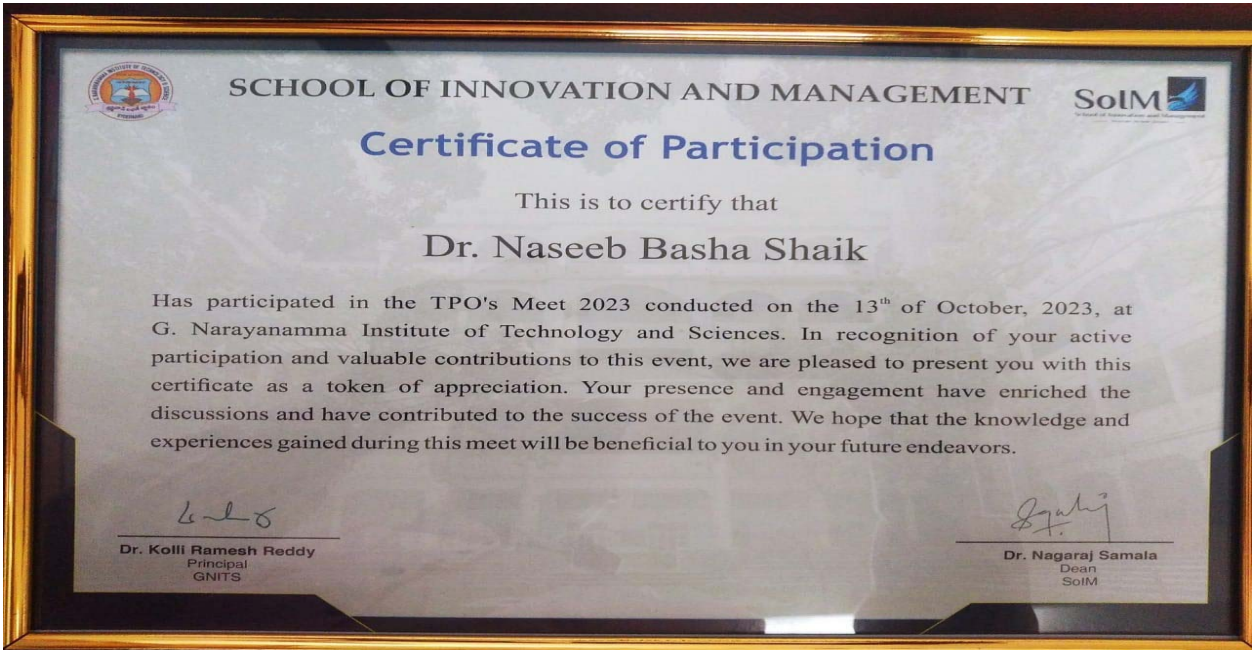 SCHOOL OF INNOVATION AND MANAGEMENT
SoIM
School of Innovation and Management
Certificate of Participation
This is to certify that
Dr. Naseeb Basha Shaik
Has participated in the TPO's Meet 2023 conducted on the 13th of October, 2023, at
G. Narayanamma Institute of Technology and Sciences. In recognition of your active
participation and valuable contributions to this event, we are pleased to present you with this
certificate as a token of appreciation. Your presence and engagement have enriched the
discussions and have contributed to the success of the event. We hope that the knowledge and
experiences gained during this meet will be beneficial to you in your future endeavors.
Dr. Kolli Ramesh Reddy
Principal
GNITS
Dr. Nagaraj Samala
Dean
SoIM